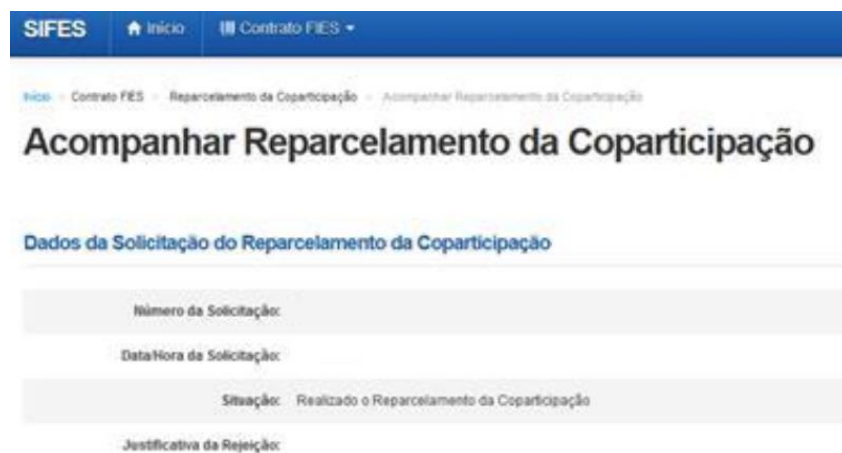 SIFES Início Contrato FIES
Início Contrato FIES Reparcelamento da Coparticipação Acompanhar Reparcelamento da Coparticipação
Acompanhar Reparcelamento da Coparticipação
Dados da Solicitação do Reparcelamento da Coparticipação
Número da Solicitação:
Data/Hora da Solicitação:
Situação: Realizado o Reparcelamento da Coparticipação
Justificativa da Rejeição: